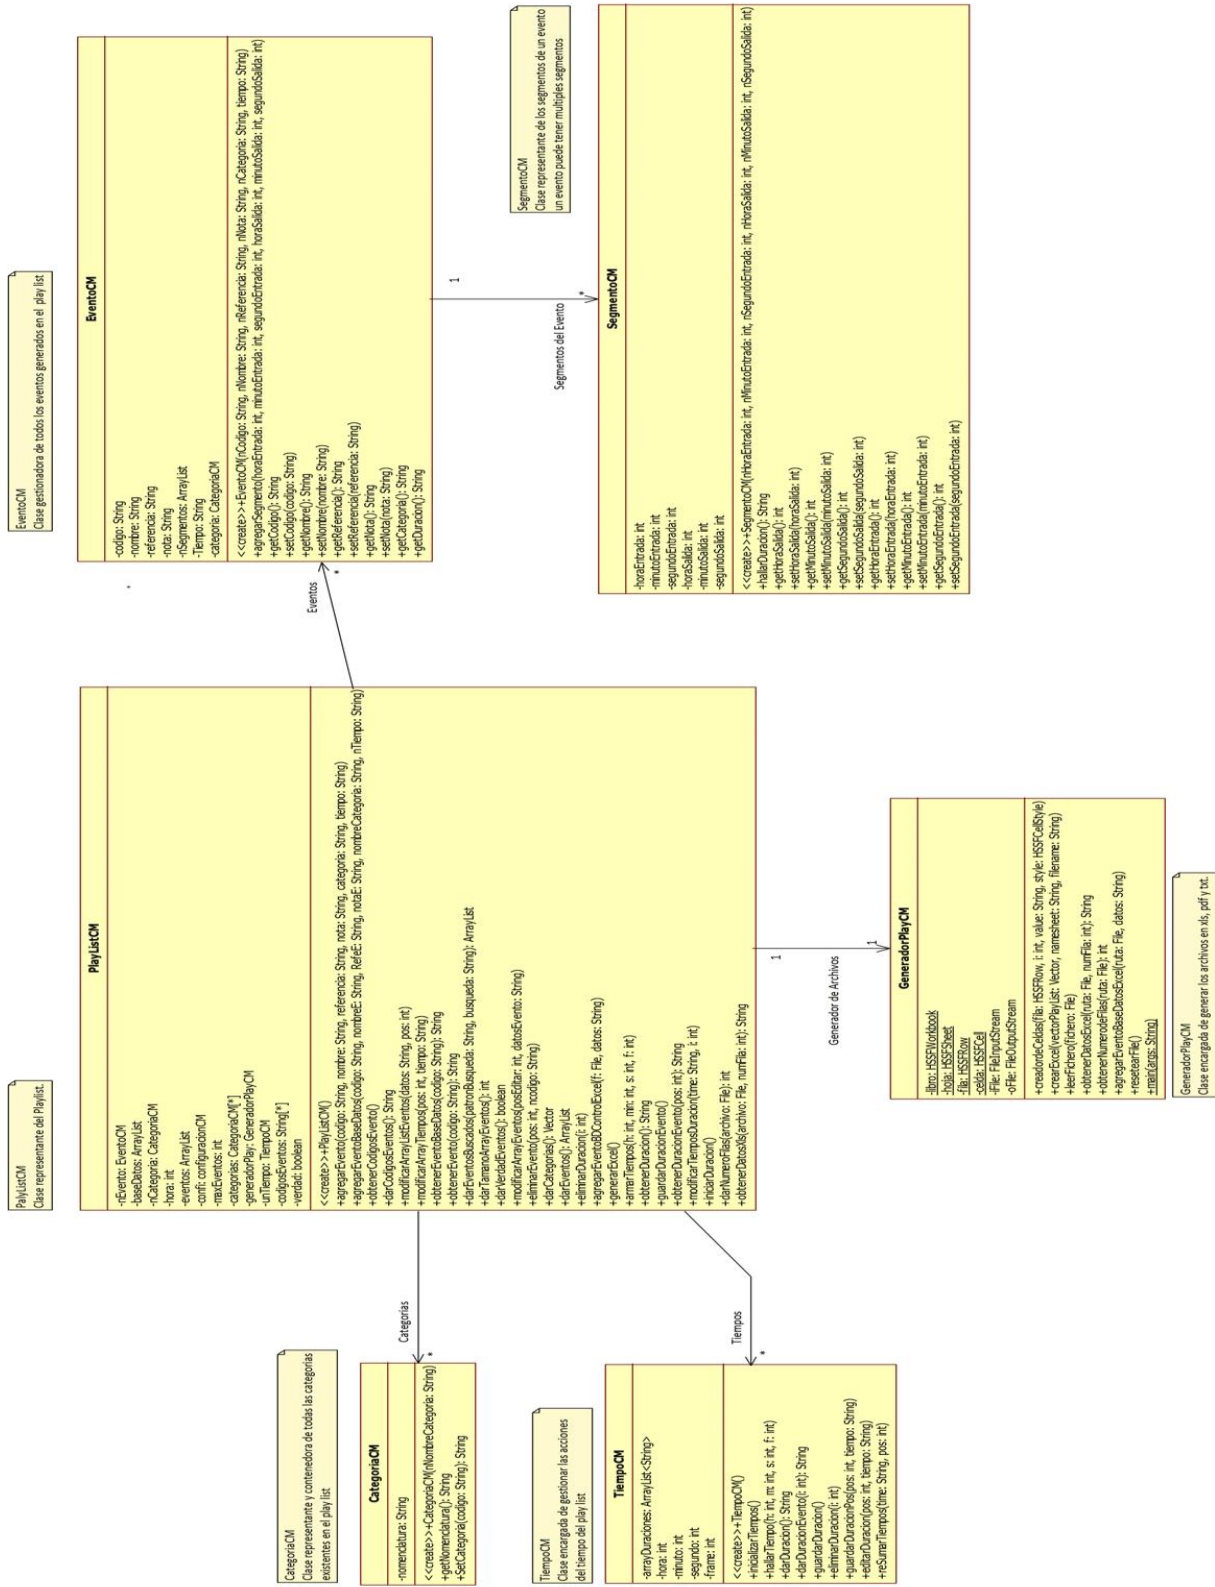 PalyListCM
Clase representante del Playlist.
EventoCM
Clase gestionadora de todos los eventos generados en el play list
CategoriaCM
Clase representante y contenedora de todas las categorias
existentes en el play list
CategoriaCM
-nomendatura: String
<<create>>+CategoriaCM(nNombreCategoria: String)
+getNomendatura(): String
+SetCategoria(codigo: String): String
Categorias
*
PlayListCM
-nEvento: EventoCM
-baseDatos: ArrayList
-nCategoria: CategoriaCM
-hora: int
-eventos: ArrayList
-confi: configuracionCM
-maxEventos: int
-categorias: CategoriaCM[*]
-generadorPlay: GeneradorPlayCM
-unTiempo: TiempoCM
-codigosEventos: String[*]
-verdad: boolean
<<create>>+PlayListCM()
+agregarEvento(codigo: String, nombre: String, referencia: String, nota: String, categoria: String, tiempo: String)
+agregarEventoBaseDatos(codigo: String, nombreE: String, RefeE: String, notaE: String, nombreCategoria: String, nTiempo: String)
+obtenerCodigosEvento()
+darCodigosEventos(): String
+modificarArrayListEventos(datos: String, pos: int)
+modificarArrayTiempos(pos: int, tiempo: String)
+obtenerEventoBaseDatos(codigo: String): String
+obtenerEvento(codigo: String): String
+darEventosBuscados(patronBusqueda: String, busqueda: String): ArrayList
+darTamanoArrayEventos(): int
+darVerdadEventos(): boolean
+modificarArrayEventos(posEditar: int, datosEvento: String)
+eliminarEvento(pos: int, ncodigo: String)
+darCategorias(): Vector
+darEventos(): ArrayList
+eliminarDuracion(i: int)
+agregarEventoBDControlExcel(f: File, datos: String)
+generarExcel()
+armarTiempos(h: int, min: int, s: int, f: int)
+obtenerDuracion(): String
+guardarDuracionEvento()
+obtenerDuracionEvento(pos: int): String
+modificarTiemposDuracion(time: String, i: int)
+iniciarDuracion()
+darNumeroFilas(archivo: File): int
+obtenerDatosXls(archivo: File, numFila: int): String
Eventos
*
EventoCM
-codigo: String
-nombre: String
-referencia: String
-nota: String
-nSegmentos: ArrayList
-Tiempo: String
-categoria: CategoriaCM
<<create>>+EventoCM(nCodigo: String, nNombre: String, nReferencia: String, nNota: String, nCategoria: String, tiempo: String)
+agregarSegmento(horaEntrada: int, minutoEntrada: int, segundoEntrada: int, horaSalida: int, minutoSalida: int, segundoSalida: int)
+getCodigo(): String
+setCodigo(codigo: String)
+getNombre(): String
+setNombre(nombre: String)
+getReferencia(): String
+setReferencia(referencia: String)
+getNota(): String
+setNota(nota: String)
+getCategoria(): String
+getDuracion(): String
TiempoCM
Clase encargada de gestionar las acciones
del tiempo del play list
TiempoCM
-arrayDuraciones: ArrayList<String>
-hora: int
-minuto: int
-segundo: int
-frame: int
<<create>>+TiempoCM()
+inicializarTiempos()
+hallarTiempo(h: int, m: int, s: int, f: int)
+darDuracion(): String
+darDuracionEvento(i: int): String
+guardarDuracion()
+eliminarDuracion(i: int)
+guardarDuracionPos(pos: int, tiempo: String)
+editarDuracion(pos: int, tiempo: String)
+reSumarTiempos(time: String, pos: int)
Tiempos
*
1
Generador de Archivos
1
GeneradorPlayCM
-libro: HSSFWorkbook
-hoja: HSSFSheet
-fila: HSSFRow
-celda: HSSFCell
-iFile: FileInputStream
-oFile: FileOutputStream
+creadordeCeldas(fila: HSSFRow, i: int, value: String, style: HSSFCellStyle)
+crearExcel(vectorPlayList: Vector, namesheet: String, filename: String)
+leerFichero(fichero: File)
+obtenerDatosExcel(ruta: File, numFila: int): String
+obtenerNumerodeFilas(ruta: File): int
+agregarEventoBaseDatosExcel(ruta: File, datos: String)
+resetearFile()
+main(args: String)
GeneradorPlayCM
Clase encargada de generar los archivos en xls, pdf y txt.
1
Segmentos del Evento
*
SegmentoCM
Clase representante de los segmentos de un evento
un evento puede tener multiples segmentos
SegmentoCM
-horaEntrada: int
-minutoEntrada: int
-segundoEntrada: int
-horaSalida: int
-minutoSalida: int
-segundoSalida: int
<<create>>+SegmentoCM(nHoraEntrada: int, nMinutoEntrada: int, nSegundoEntrada: int, nHoraSalida: int, nMinutoSalida: int, nSegundoSalida: int)
+hallarDuracion(): String
+getHoraSalida(): int
+setHoraSalida(horaSalida: int)
+getMinutoSalida(): int
+setMinutoSalida(minutoSalida: int)
+getSegundoSalida(): int
+setSegundoSalida(segundoSalida: int)
+getHoraEntrada(): int
+setHoraEntrada(horaEntrada: int)
+getMinutoEntrada(): int
+setMinutoEntrada(minutoEntrada: int)
+getSegundoEntrada(): int
+setSegundoEntrada(segundoEntrada: int)